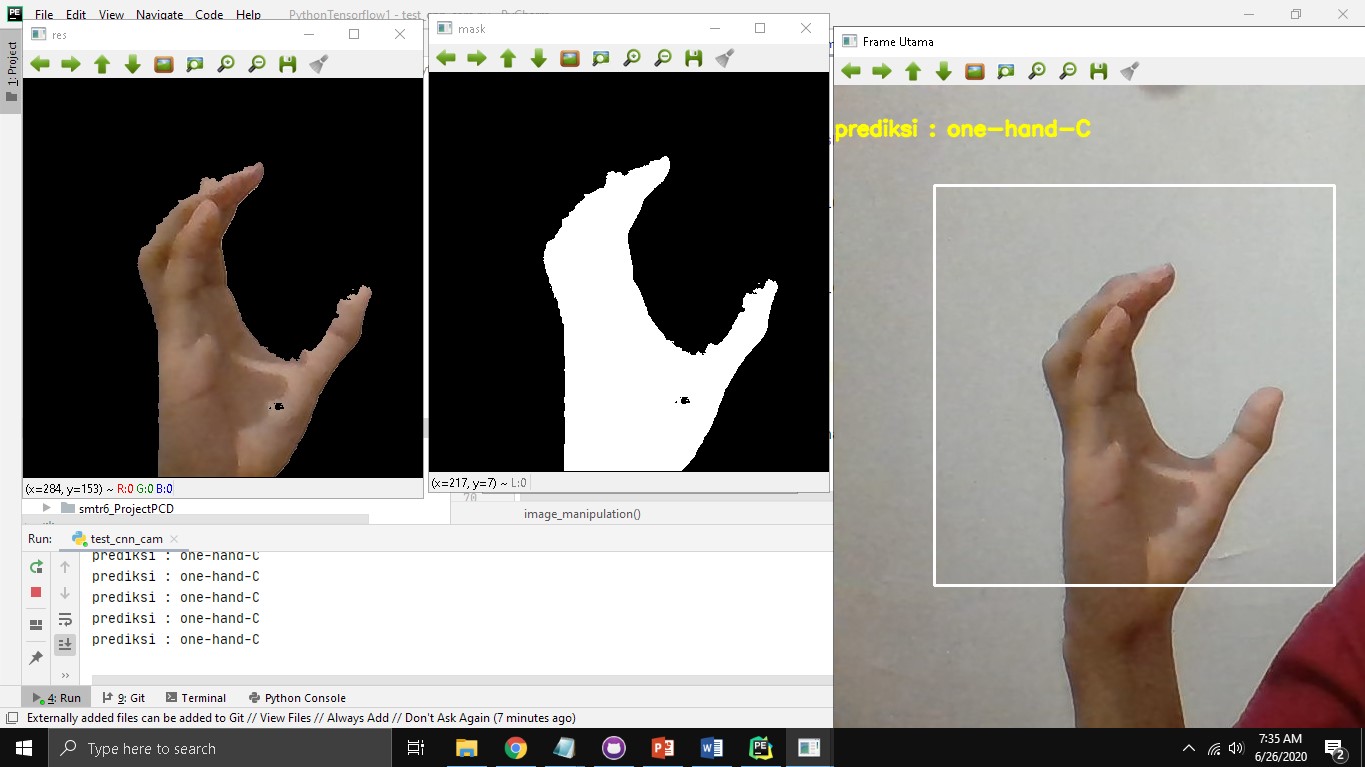 File Edit View Navigate Code Help PythonTensorflow1 - test_cnn_cam
res
mask
Frame Utama
1: Project
prediksi : one-hand-C
(x=284, y=153) ~ R:0 G:0 B:0
(x=217, y=7) ~ L:0
smtr6_ProjectPCD
70
image_manipulation()
Run: test_cnn_cam
prediksi : one-hand-C
prediksi : one-hand-C
prediksi : one-hand-C
prediksi : one-hand-C
prediksi : one-hand-C
4: Run 9: Git Terminal Python Console
Externally added files can be added to Git // View Files // Always Add // Don't Ask Again (7 minutes ago)
Type here to search
7:35 AM
6/26/2020
2